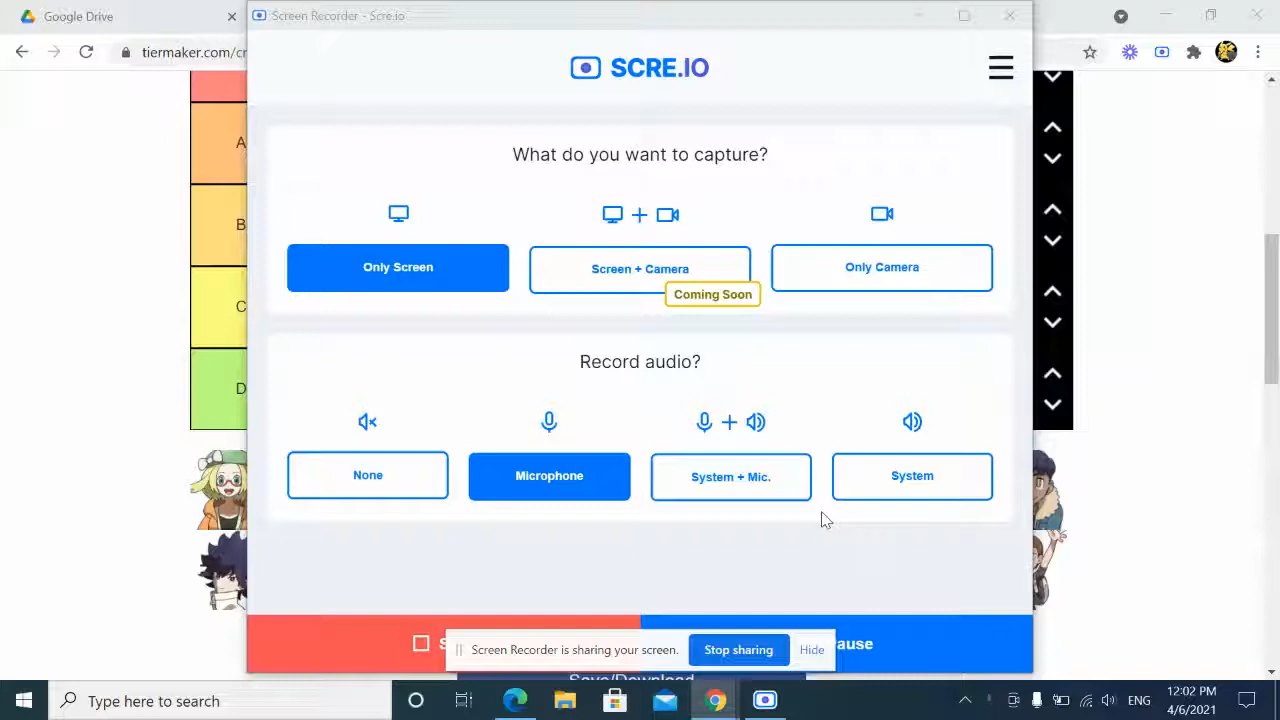 Google Drive
Screen Recorder - Scre.io
tiermaker.com/cr
SCRE.IO
What do you want to capture?
Only Screen
Screen + Camera
Only Camera
Coming Soon
Record audio?
None
Microphone
System + Mic.
System
A
B
C
D
Screen Recorder is sharing your screen.
Stop sharing
Hide
Save/Download
Type here to search
ENG
12:02 PM
4/6/2021